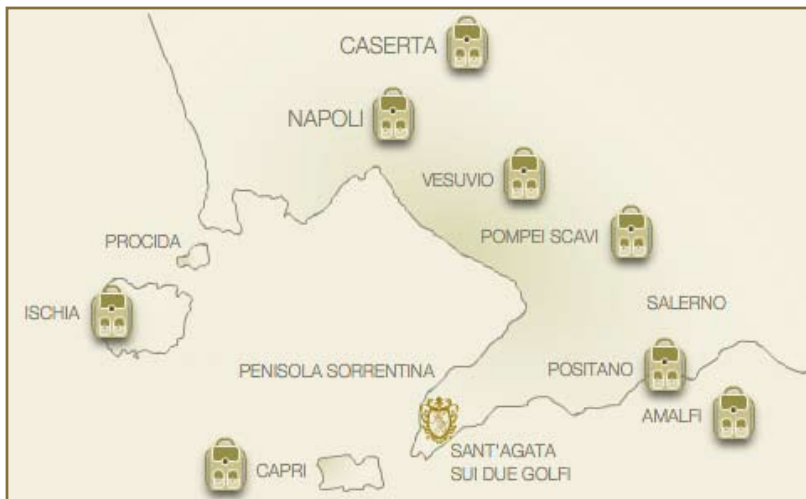 CASERTA
NAPOLI
VESUVIO
POMPEI SCAVI
PROCIDA
ISCHIA
SALERNO
PENISOLA SORRENTINA
POSITANO
AMALFI
SANT'AGATA
SUI DUE GOLFI
CAPRI